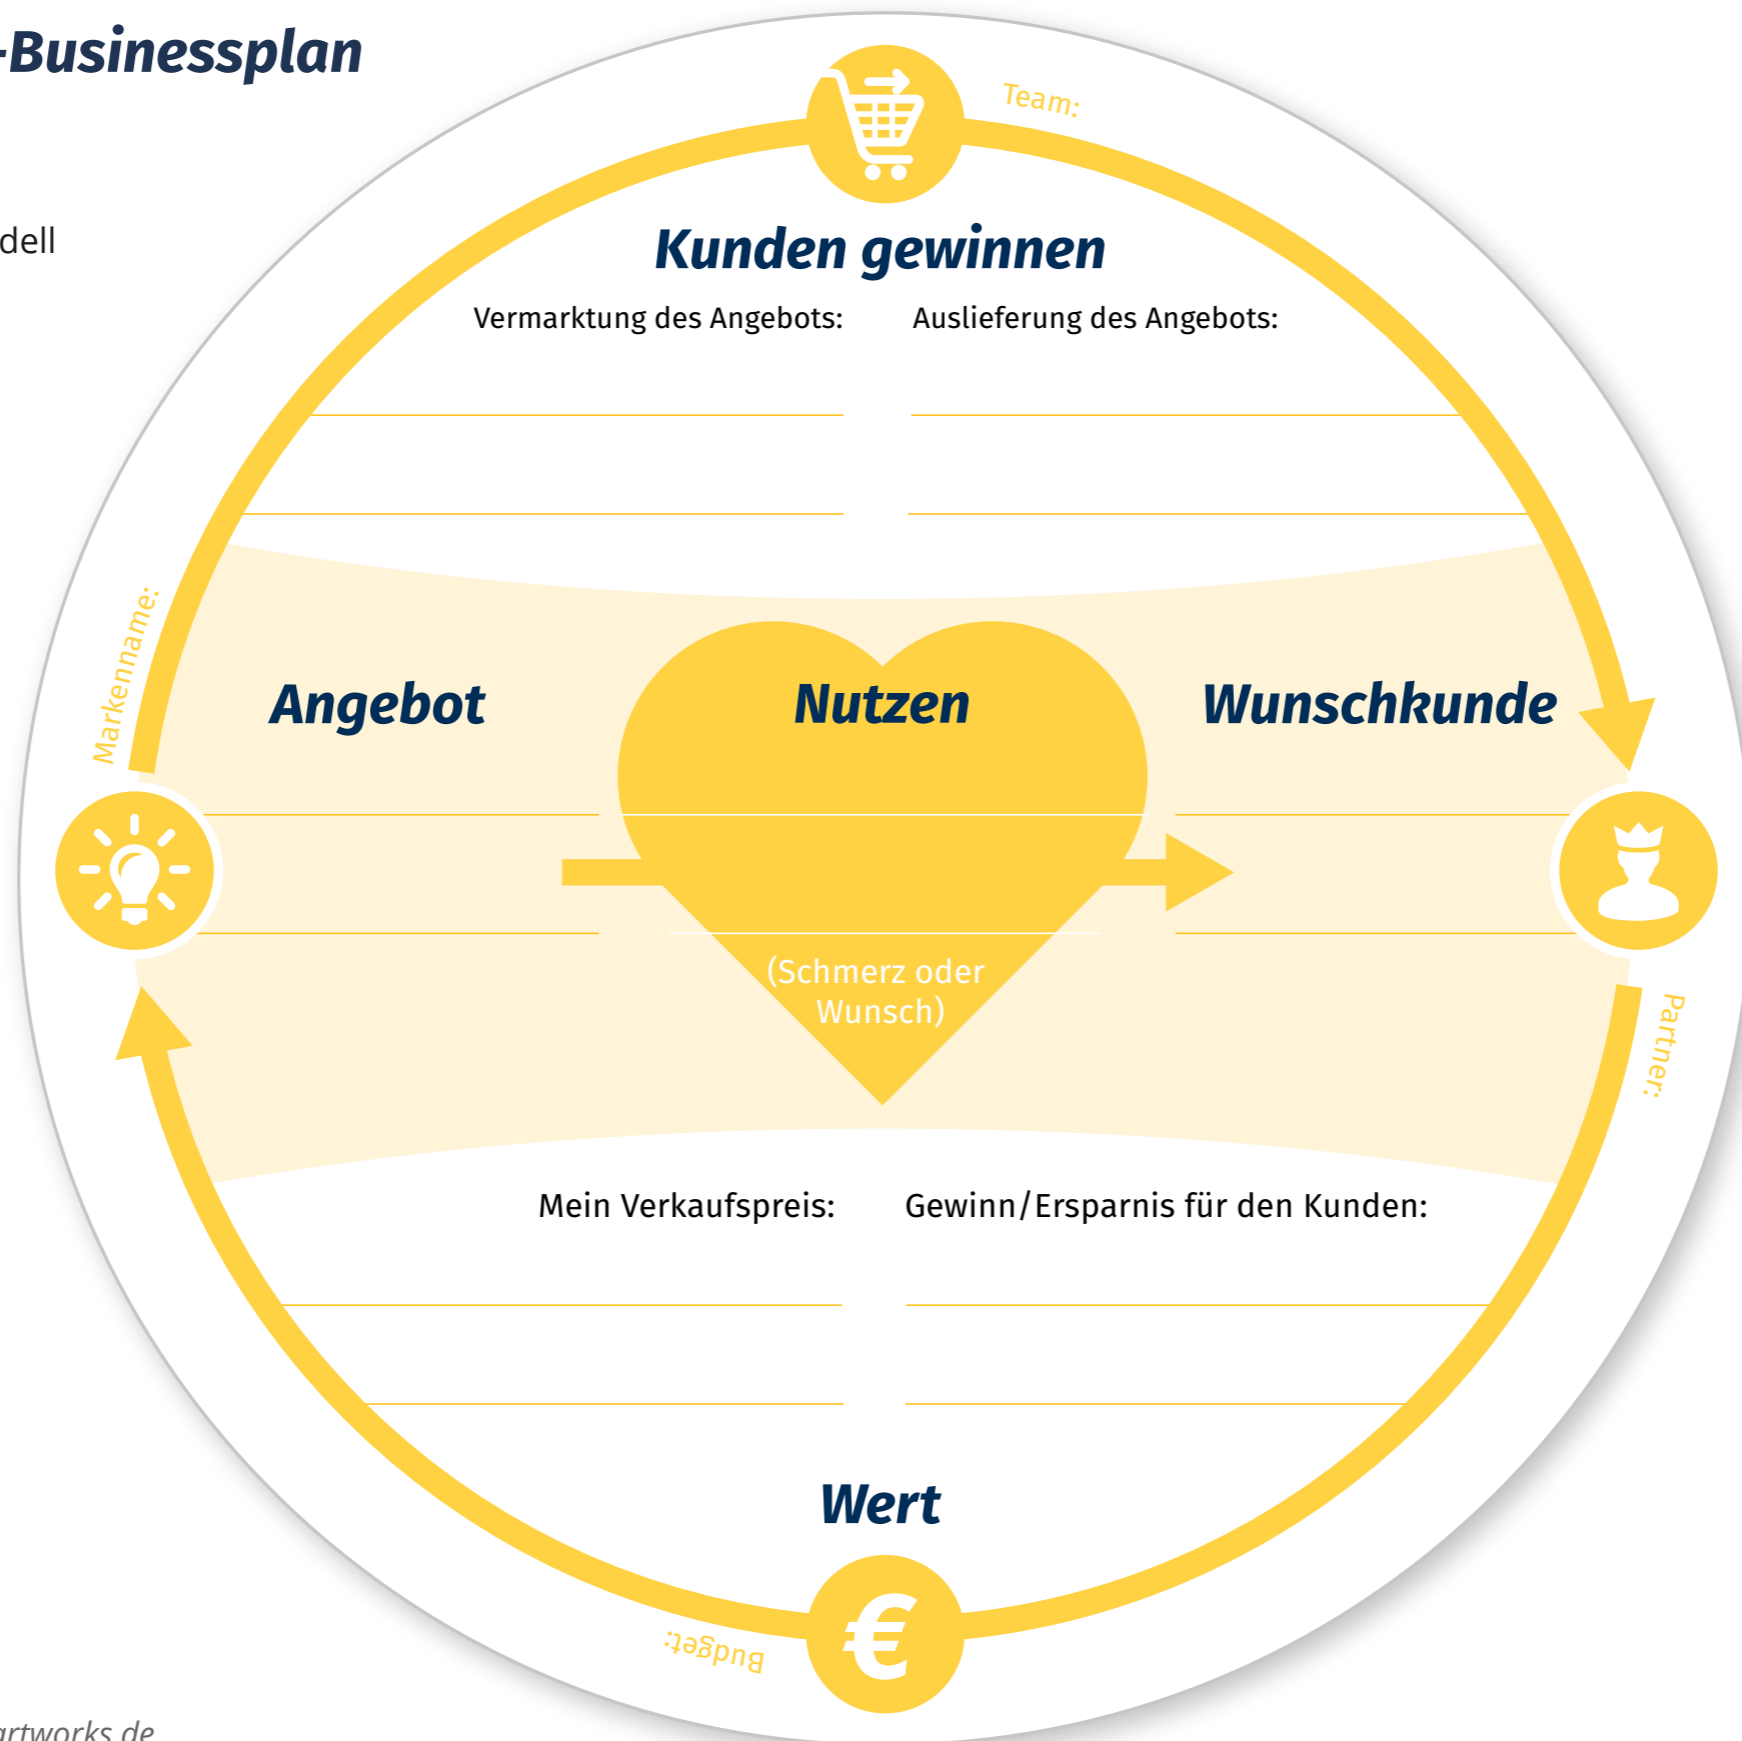 -Businessplan
dell
Team:
Kunden gewinnen
Vermarktung des Angebots: Auslieferung des Angebots:
Markenname:
Angebot Nutzen Wunschkunde
(Schmerz oder
Wunsch)
Partner:
Mein Verkaufspreis: Gewinn/Ersparnis für den Kunden:
Wert
€
Budget:
artworks.de